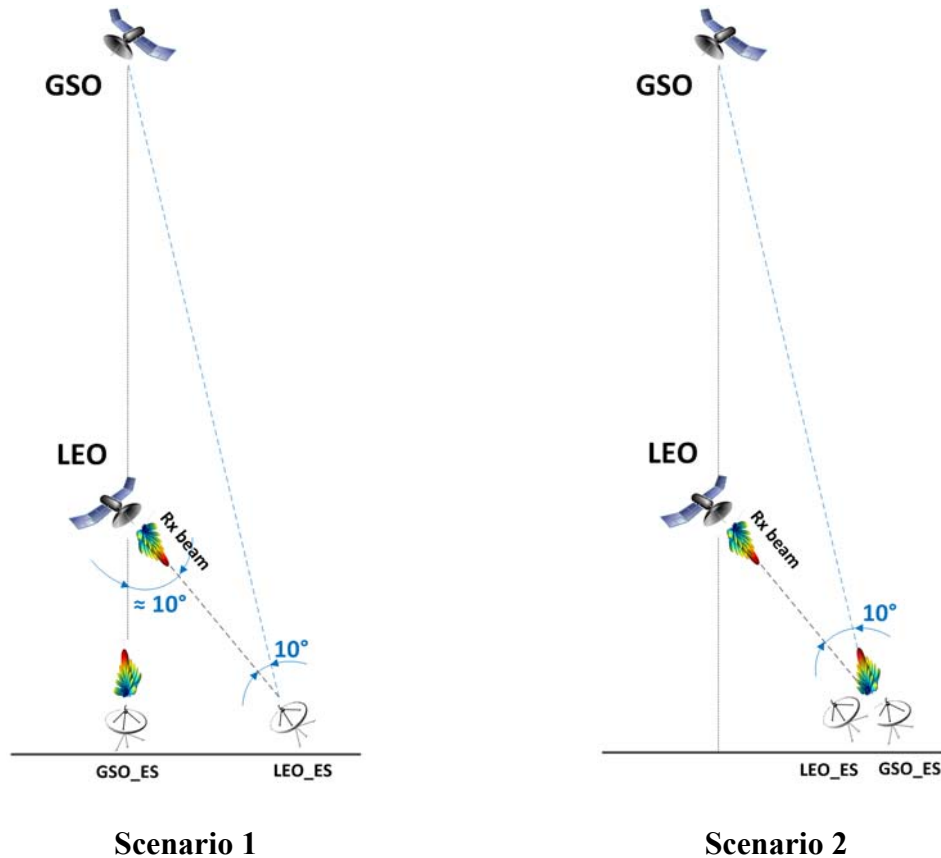 GSO
LEO
Rx beam
≈ 10°
10°
GSO_ES
LEO_ES
Scenario 1
GSO
LEO
Rx beam
10°
LEO_ES
GSO_ES
Scenario 2